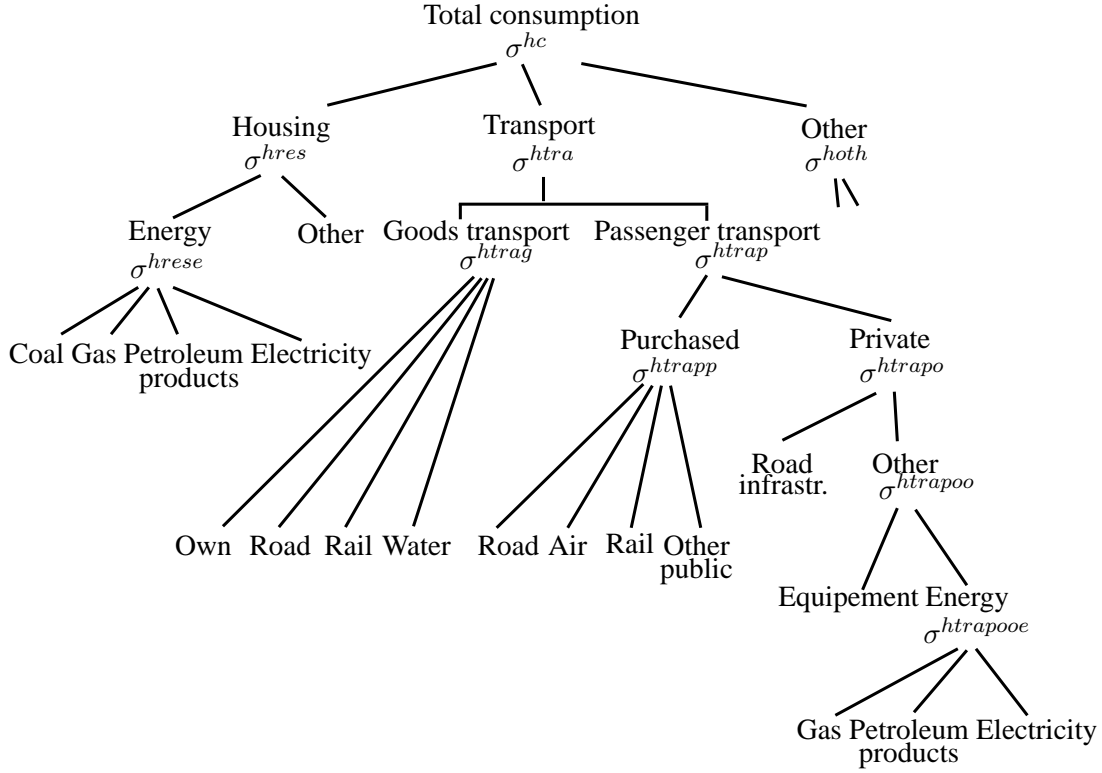 Total consumption
σ^{hc}
Housing
σ^{hres}
Transport
σ^{htra}
Other
σ^{hoth}
Energy
σ^{hrese}
Other
Goods transport
σ^{htrag}
Passenger transport
σ^{htrap}
Coal Gas Petroleum Electricity
products
Purchased
σ^{htrapp}
Private
σ^{htrapo}
Road
infrastr.
Other
σ^{htrapoo}
Own Road Rail Water
Road Air Rail Other
public
Equipement Energy
σ^{htrapooe}
Gas Petroleum Electricity
products